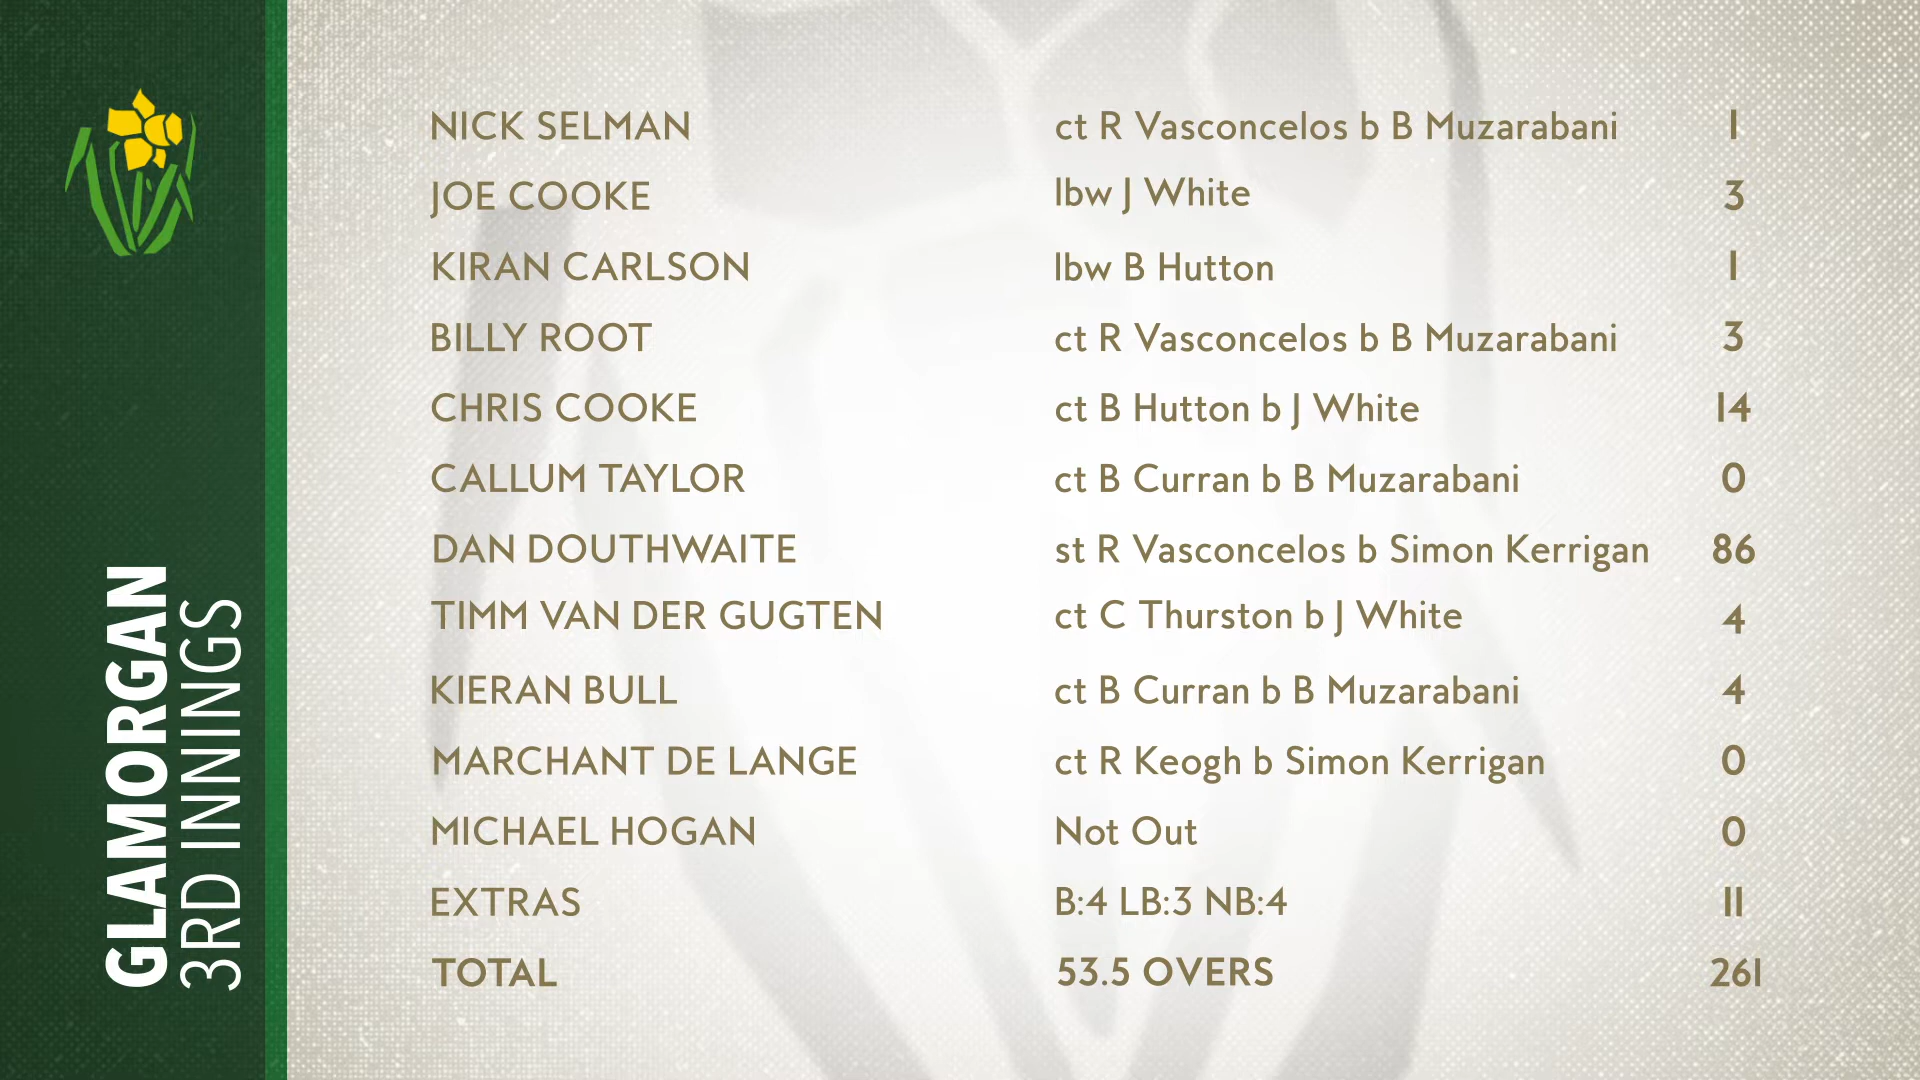 GLAMORGAN
3RD INNINGS
NICK SELMAN ct R Vasconcelos b B Muzarabani 1
JOE COOKE lbw J White 3
KIRAN CARLSON lbw B Hutton 1
BILLY ROOT ct R Vasconcelos b B Muzarabani 3
CHRIS COOKE ct B Hutton b J White 14
CALLUM TAYLOR ct B Curran b B Muzarabani 0
DAN DOUTHWAITE st R Vasconcelos b Simon Kerrigan 86
TIMM VAN DER GUGTEN ct C Thurston b J White 4
KIERAN BULL ct B Curran b B Muzarabani 4
MARCHANT DE LANGE ct R Keogh b Simon Kerrigan 0
MICHAEL HOGAN Not Out 0
EXTRAS B:4 LB:3 NB:4 11
TOTAL 53.5 OVERS 261